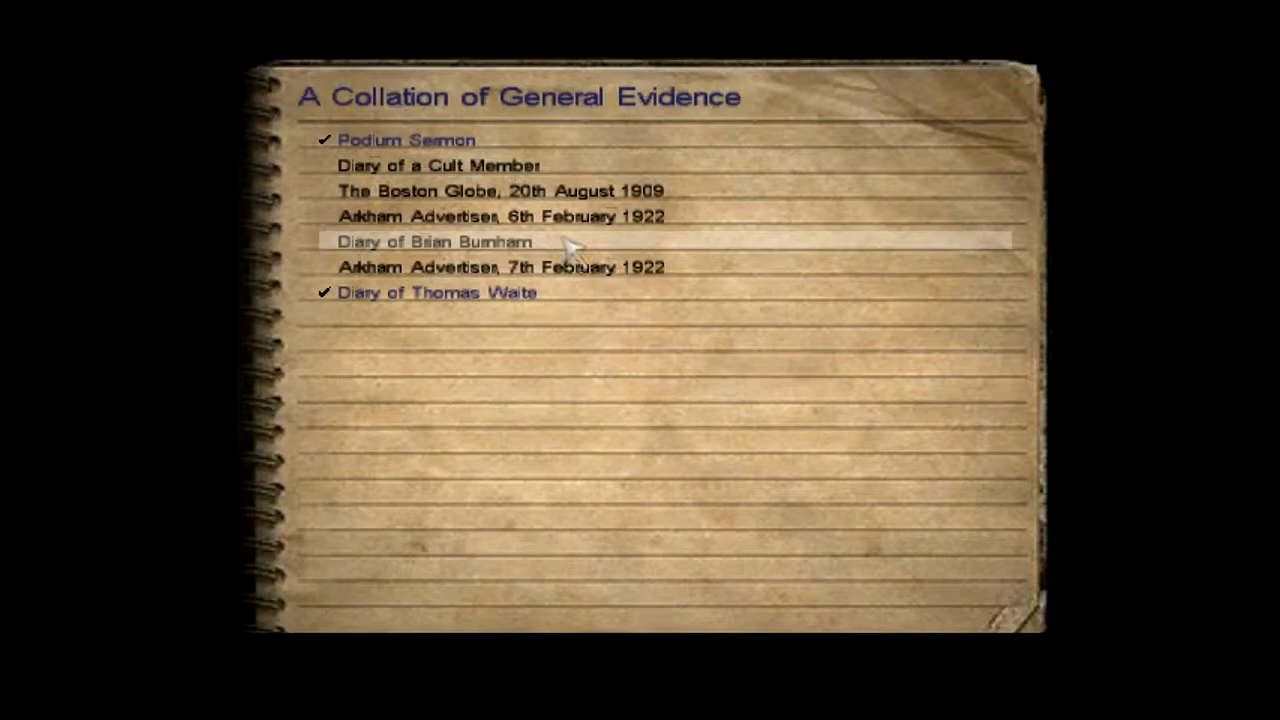 A Collation of General Evidence
✓ Podium Sermon
Diary of a Cult Member
The Boston Globe, 20th August 1909
Arkham Advertiser, 6th February 1922
Diary of Brian Burnham
Arkham Advertiser, 7th February 1922
✓ Diary of Thomas Waite